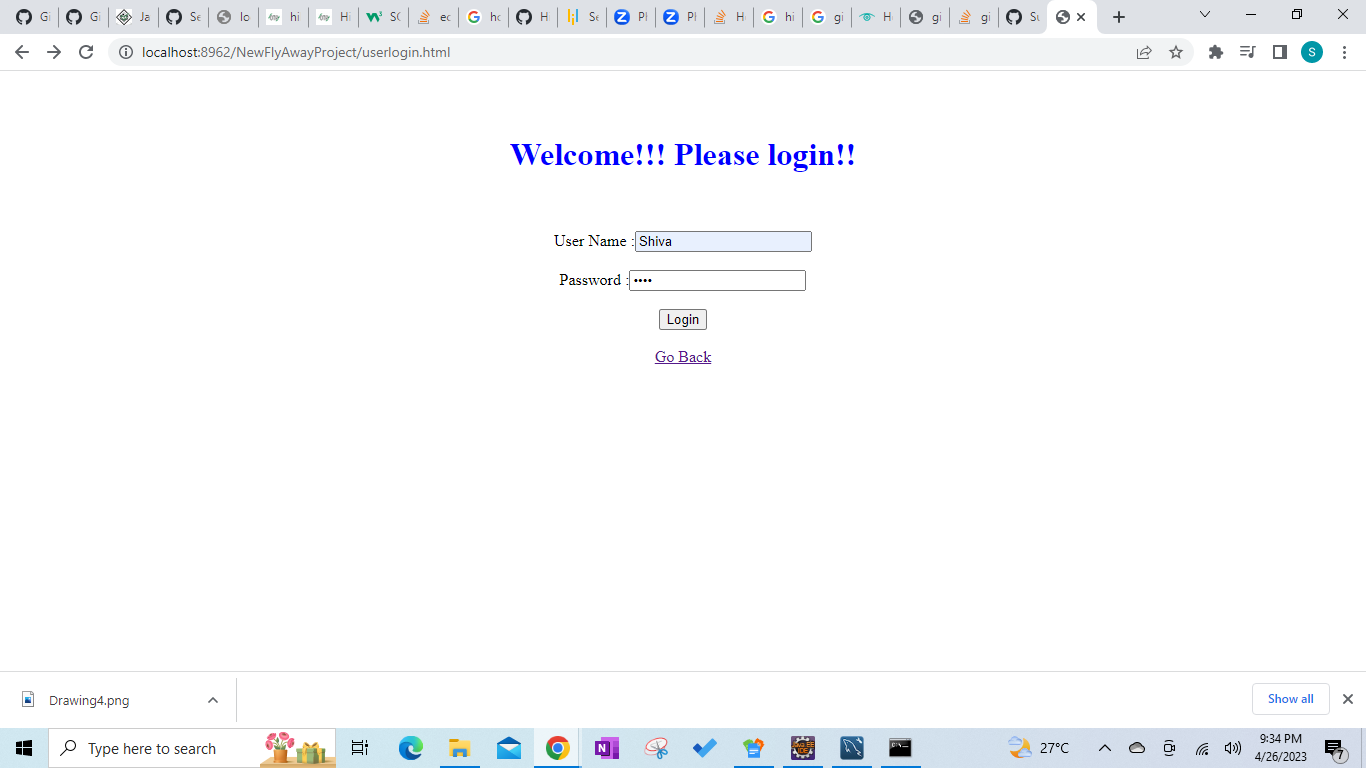 G
G
Ja
Se
lo
hi
Hi
SC
ec
hc
H
Se
Pl
Pl
H
hi
gi
H
gi
gi
Su
localhost:8962/NewFlyAwayProject/userlogin.html
S
Welcome!!! Please login!!
User Name :Shiva
Password :••••
Login
Go Back
Drawing4.png
Show all
Type here to search
27°C
9:34 PM
4/26/2023
7